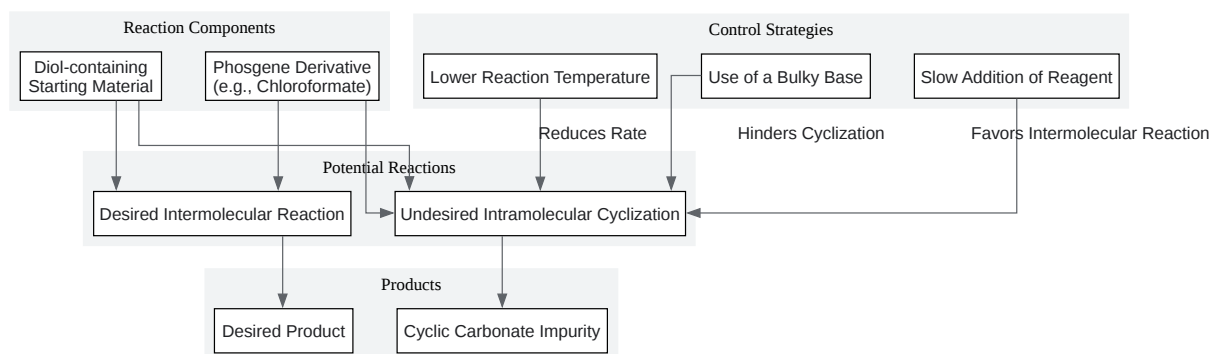 Reaction Components
Control Strategies
Diol-containing
Starting Material
Phosgene Derivative
(e.g., Chloroformate)
Lower Reaction Temperature
Use of a Bulky Base
Slow Addition of Reagent
Reduces Rate
Hinders Cyclization
Favors Intermolecular Reaction
Potential Reactions
Desired Intermolecular Reaction
Undesired Intramolecular Cyclization
Products
Desired Product
Cyclic Carbonate Impurity